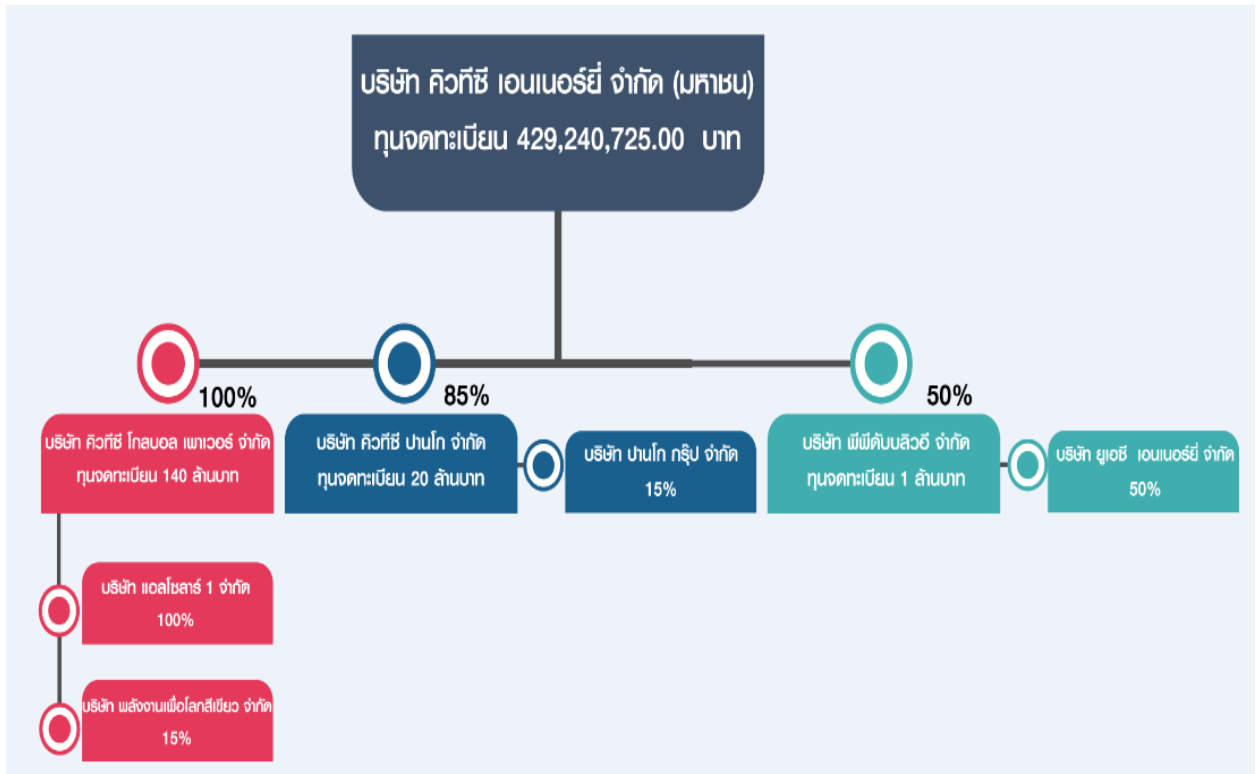 บริษัท คิวทีซี เอนเนอร์ยี่ จำกัด (มหาชน)
ทุนจดทะเบียน 429,240,725.00 บาท
100%
85%
50%
บริษัท คิวทีซี โกลบอล เพาเวอร์ จำกัด
ทุนจดทะเบียน 140 ล้านบาท
บริษัท คิวทีซี ปานโก จำกัด
ทุนจดทะเบียน 20 ล้านบาท
บริษัท ปานโก กรุ๊ป จำกัด
15%
บริษัท พีพีดับบลิวอี จำกัด
ทุนจดทะเบียน 1 ล้านบาท
บริษัท ยูเอซี เอนเนอร์ยี่ จำกัด
50%
บริษัท แอลโซลาร์ 1 จำกัด
100%
บริษัท พลังงานเพื่อโลกสีเขียว จำกัด
15%